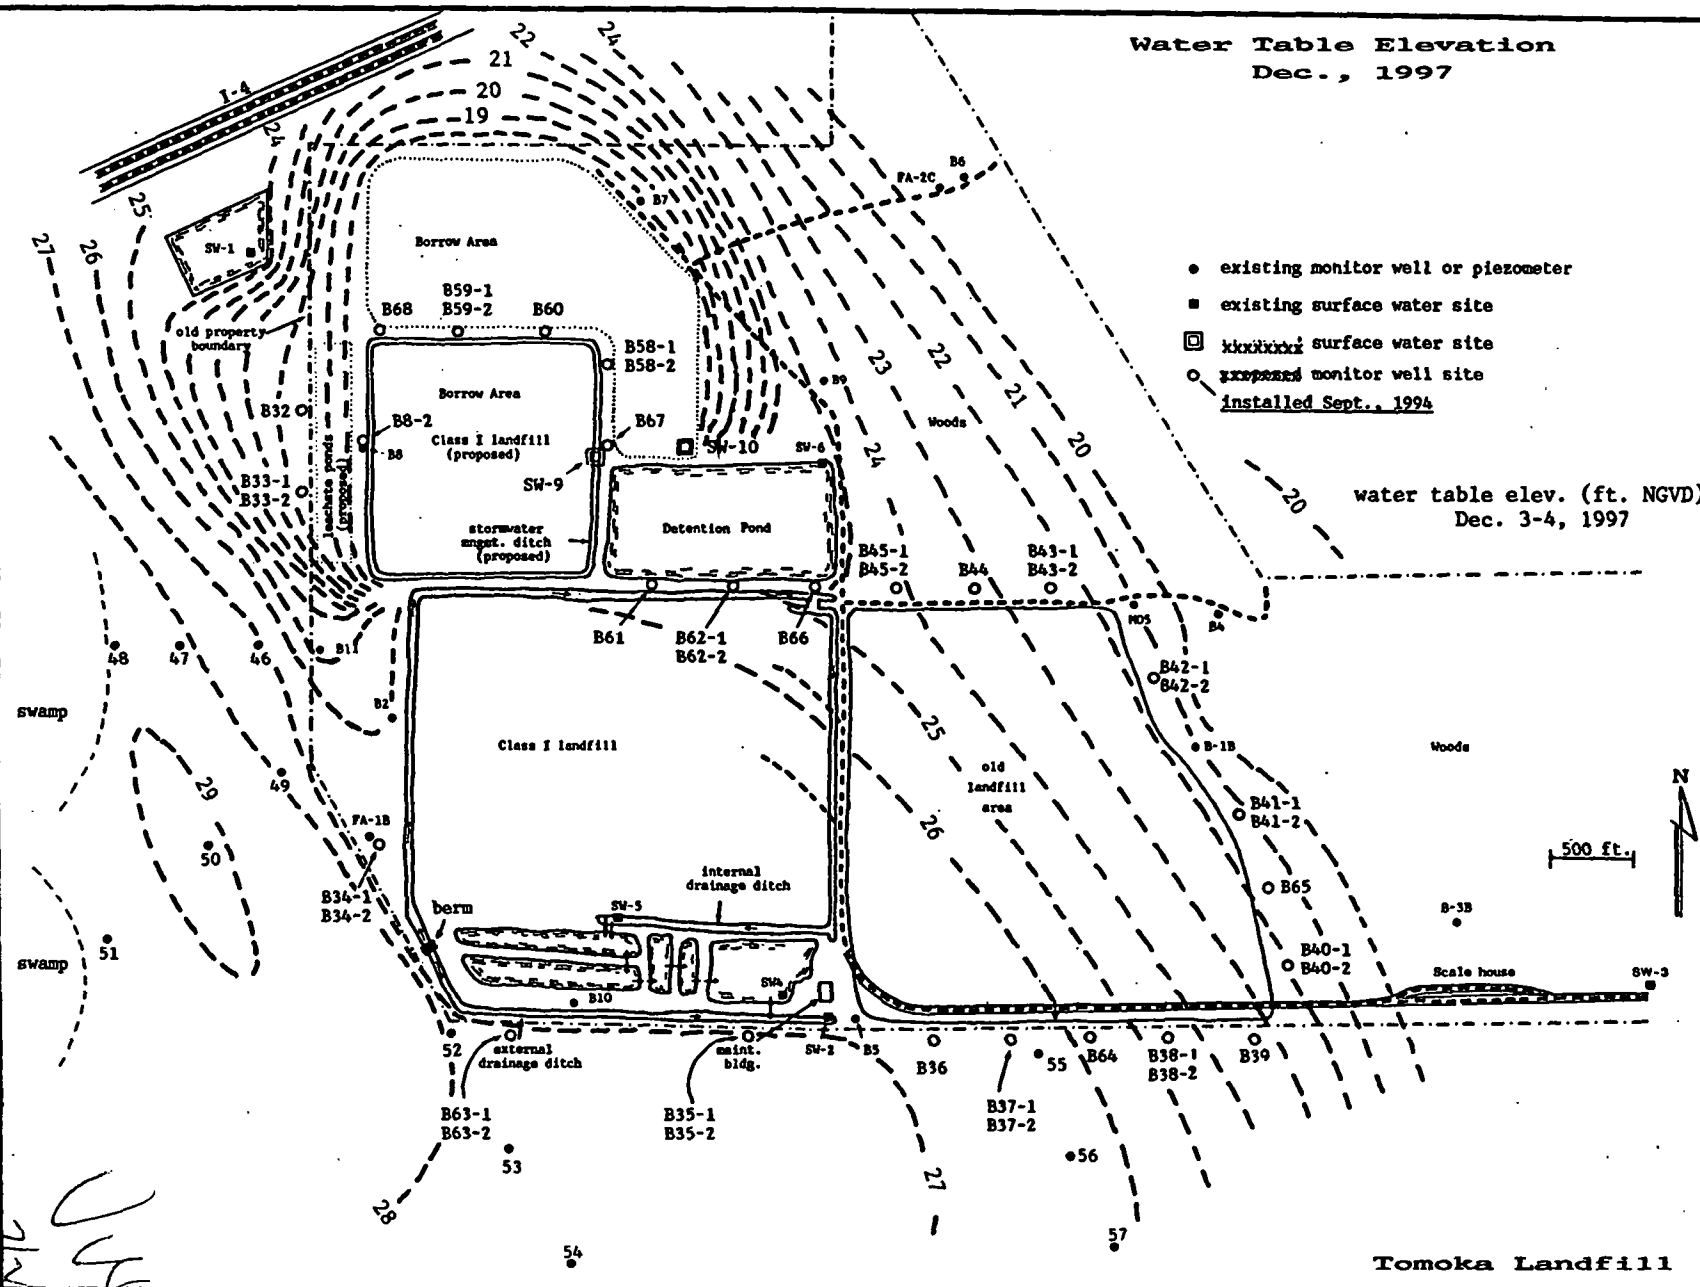 Water Table Elevation
Dec., 1997
I-4
22
24
21
20
19
24
25
26
27
SW-1
old property
boundary
Borrow Area
B7
FA-2C
B6
existing monitor well or piezometer
existing surface water site
surface water site
monitor well site
installed Sept., 1994
B68
B59-1
B59-2
B60
B58-1
B58-2
B9
23
22
21
20
24
Woods
B32
B8-2
B8
Borrow Area
Class I landfill
(proposed)
B67
SW-9
SW-10
SW-6
B33-1
B33-2
leachate ponds
(proposed)
stormwater
mngmt. ditch
(proposed)
Detention Pond
20
water table elev. (ft. NGVD)
Dec. 3-4, 1997
B45-1
B45-2
B44
B43-1
B43-2
B61
B62-1
B62-2
B66
MO5
B4
48
47
46
B11
B2
swamp
B42-1
B42-2
25
Class I landfill
old
landfill
area
B-1B
Woods
N
29
49
26
B41-1
B41-2
FA-1B
50
500 ft.
B34-1
B34-2
internal
drainage ditch
B65
berm
SW-5
B-3B
51
swamp
B40-1
B40-2
Scale house
SW-3
B10
SW4
52
external
drainage ditch
maint.
bldg.
SW-2
B5
B36
55
B64
B38-1
B38-2
B39
B63-1
B63-2
B35-1
B35-2
B37-1
B37-2
53
56
27
28
54
57
Tomoka Landfill